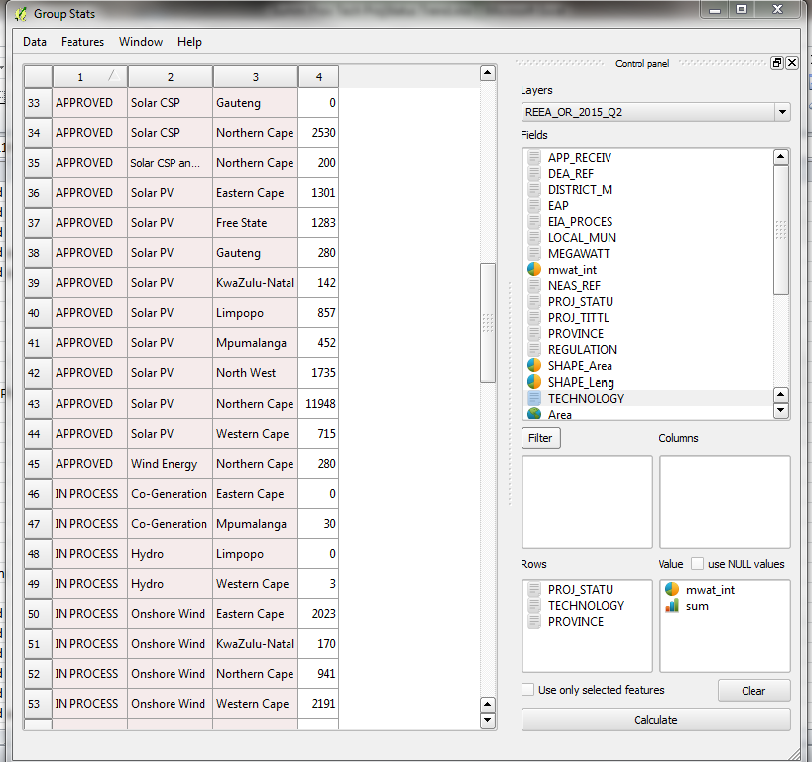 Group Stats
Data Features Window Help
1 2 3 4
33 APPROVED Solar CSP Gauteng 0
34 APPROVED Solar CSP Northern Cape 2530
35 APPROVED Solar CSP an... Northern Cape 200
36 APPROVED Solar PV Eastern Cape 1301
37 APPROVED Solar PV Free State 1283
38 APPROVED Solar PV Gauteng 280
39 APPROVED Solar PV KwaZulu-Natal 142
40 APPROVED Solar PV Limpopo 857
41 APPROVED Solar PV Mpumalanga 452
42 APPROVED Solar PV North West 1735
43 APPROVED Solar PV Northern Cape 11948
44 APPROVED Solar PV Western Cape 715
45 APPROVED Wind Energy Northern Cape 280
46 IN PROCESS Co-Generation Eastern Cape 0
47 IN PROCESS Co-Generation Mpumalanga 30
48 IN PROCESS Hydro Limpopo 0
49 IN PROCESS Hydro Western Cape 3
50 IN PROCESS Onshore Wind Eastern Cape 2023
51 IN PROCESS Onshore Wind KwaZulu-Natal 170
52 IN PROCESS Onshore Wind Northern Cape 941
53 IN PROCESS Onshore Wind Western Cape 2191
Control panel
Layers
REEA_OR_2015_Q2
Fields
APP_RECEIV
DEA_REF
DISTRICT_M
EAP
EIA_PROCES
LOCAL_MUN
MEGAWATT
mwat_int
NEAS_REF
PROJ_STATU
PROJ_TITTL
PROVINCE
REGULATION
SHAPE_Area
SHAPE_Leng
TECHNOLOGY
Area
Filter Columns
Rows Value use NULL values
PROJ_STATU
TECHNOLOGY
PROVINCE
mwat_int
sum
Use only selected features Clear
Calculate